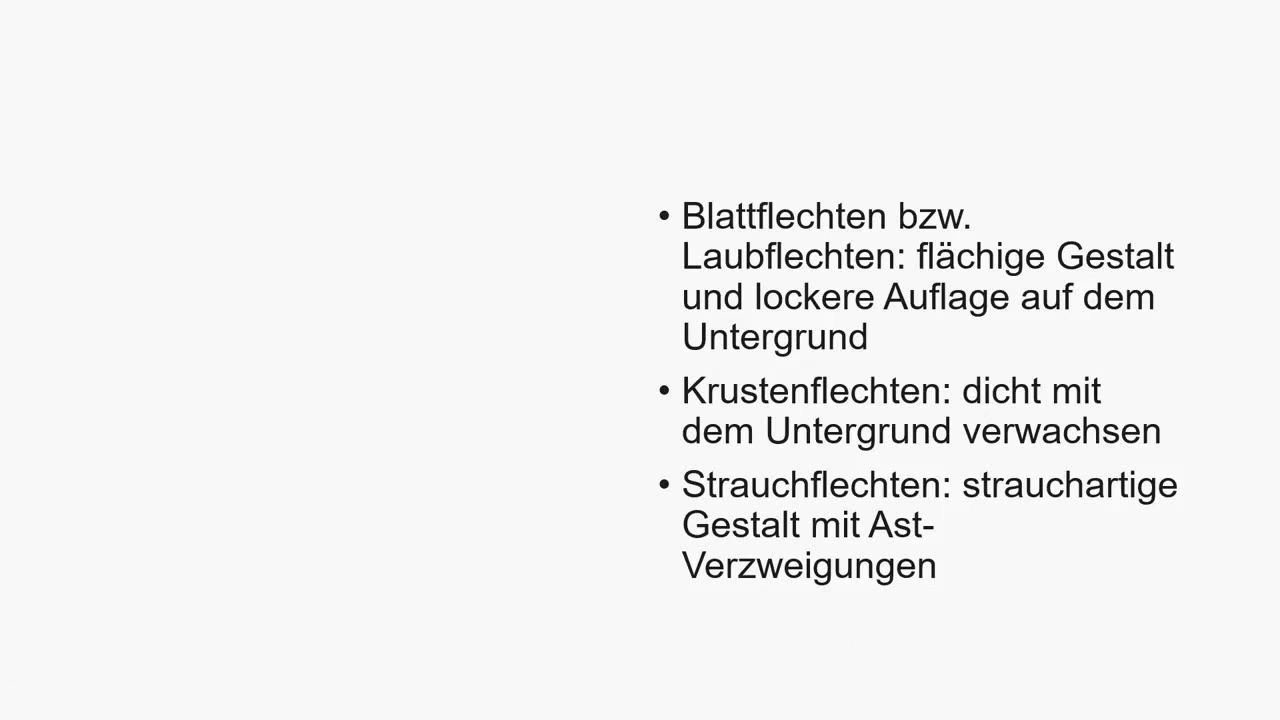 • Blattflechten bzw.
Laubflechten: flächige Gestalt
und lockere Auflage auf dem
Untergrund
• Krustenflechten: dicht mit
dem Untergrund verwachsen
• Strauchflechten: strauchartige
Gestalt mit Ast-
Verzweigungen